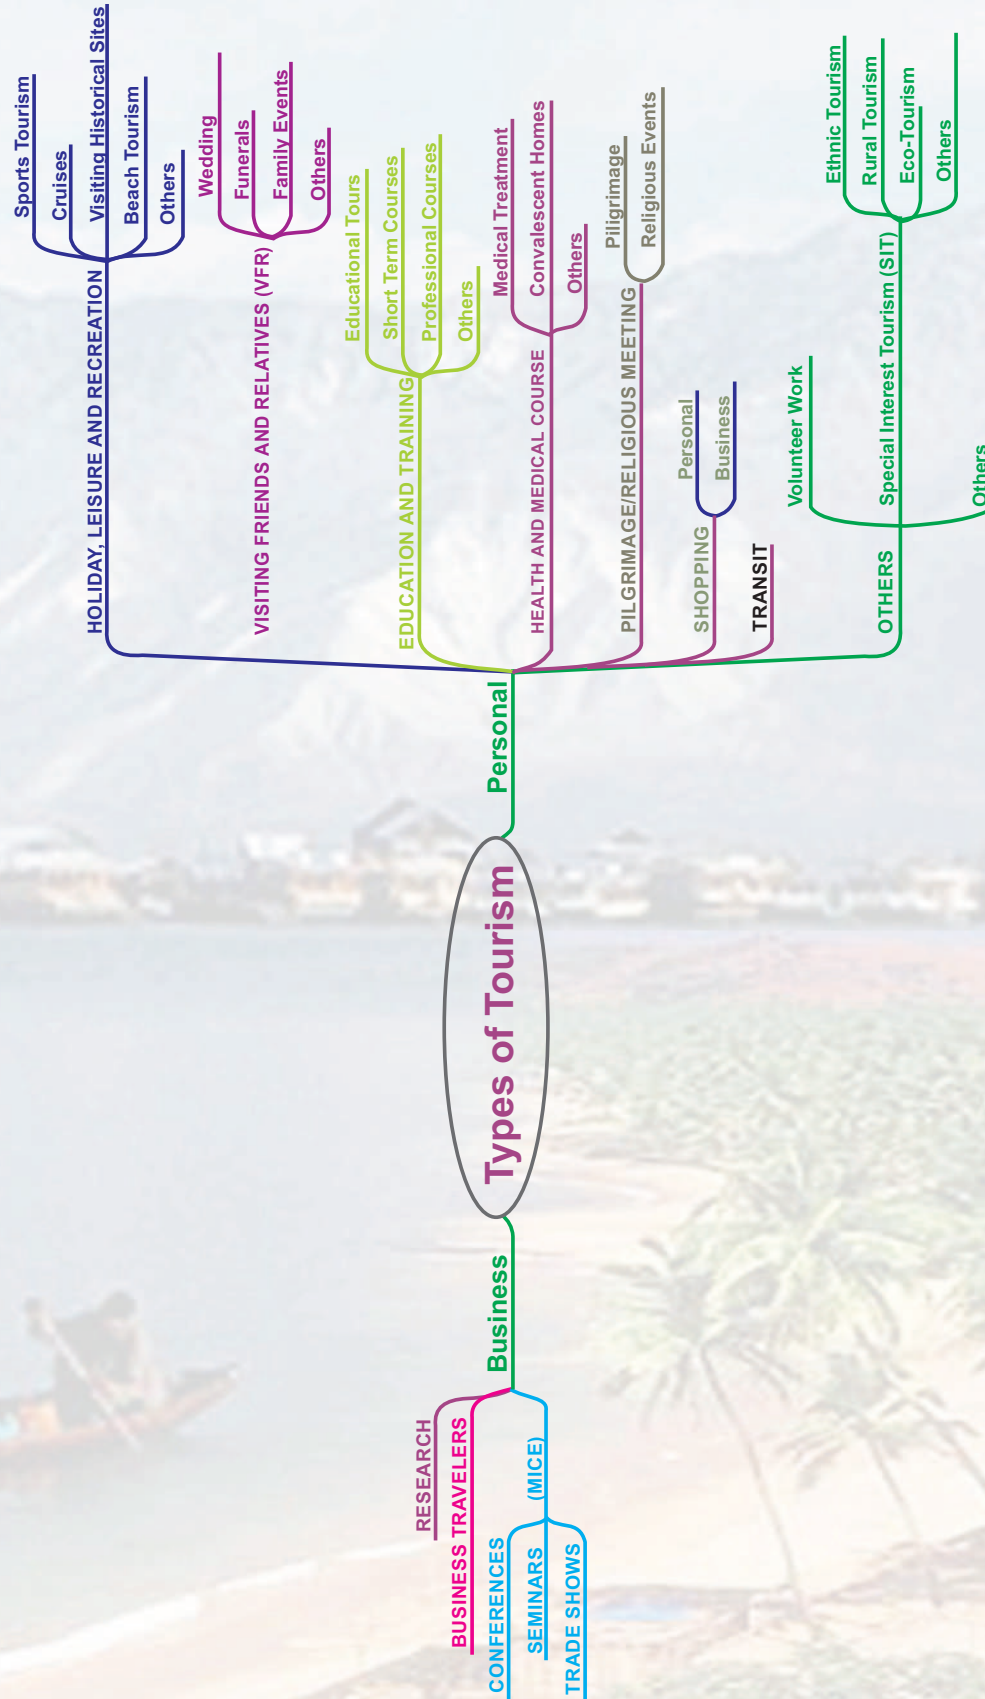 Types of Tourism
Personal
HOLIDAY, LEISURE AND RECREATION
Sports Tourism
Cruises
Visiting Historical Sites
Beach Tourism
Others
VISITING FRIENDS AND RELATIVES (VFR)
Wedding
Funerals
Family Events
Others
EDUCATION AND TRAINING
Educational Tours
Short Term Courses
Professional Courses
Others
HEALTH AND MEDICAL COURSE
Medical Treatment
Convalescent Homes
Others
PILGRIMAGE/RELIGIOUS MEETING
Piligrimage
Religious Events
SHOPPING
Personal
Business
TRANSIT
OTHERS
Volunteer Work
Special Interest Tourism (SIT)
Ethnic Tourism
Rural Tourism
Eco-Tourism
Others
Others
Business
RESEARCH
BUSINESS TRAVELERS
(MICE)
CONFERENCES
SEMINARS
TRADE SHOWS